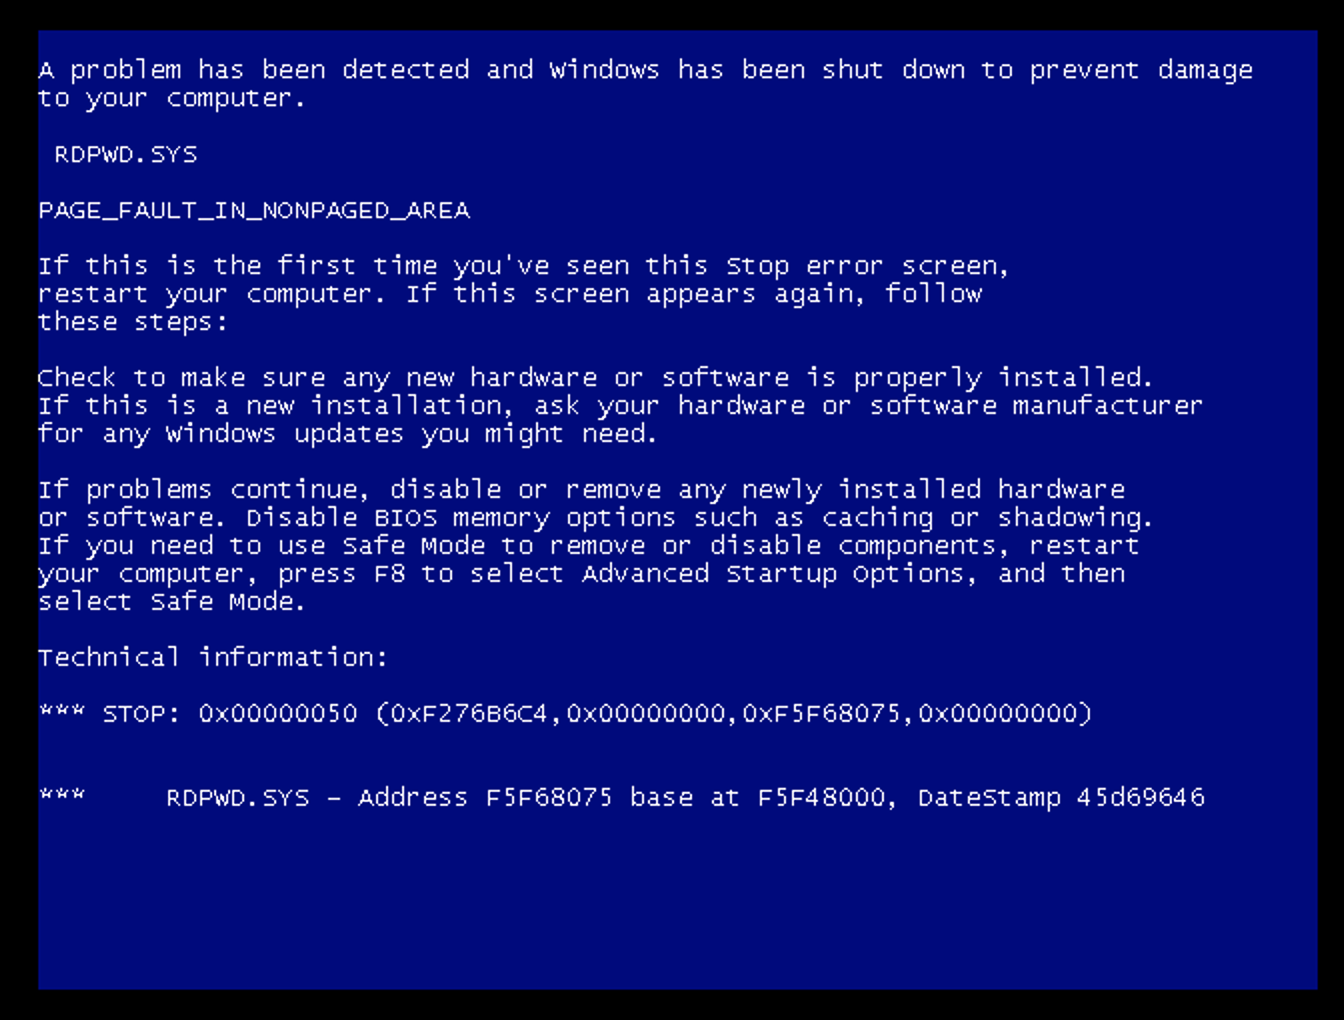 A problem has been detected and Windows has been shut down to prevent damage
to your computer.
RDPWD.SYS
PAGE_FAULT_IN_NONPAGED_AREA
If this is the first time you've seen this Stop error screen,
restart your computer. If this screen appears again, follow
these steps:
Check to make sure any new hardware or software is properly installed.
If this is a new installation, ask your hardware or software manufacturer
for any Windows updates you might need.
If problems continue, disable or remove any newly installed hardware
or software. Disable BIOS memory options such as caching or shadowing.
If you need to use Safe Mode to remove or disable components, restart
your computer, press F8 to select Advanced Startup Options, and then
select Safe Mode.
Technical information:
*** STOP: 0x00000050 (0xF276B6C4,0x00000000,0xF5F68075,0x00000000)
*** RDPWD.SYS – Address F5F68075 base at F5F48000, DateStamp 45d69646